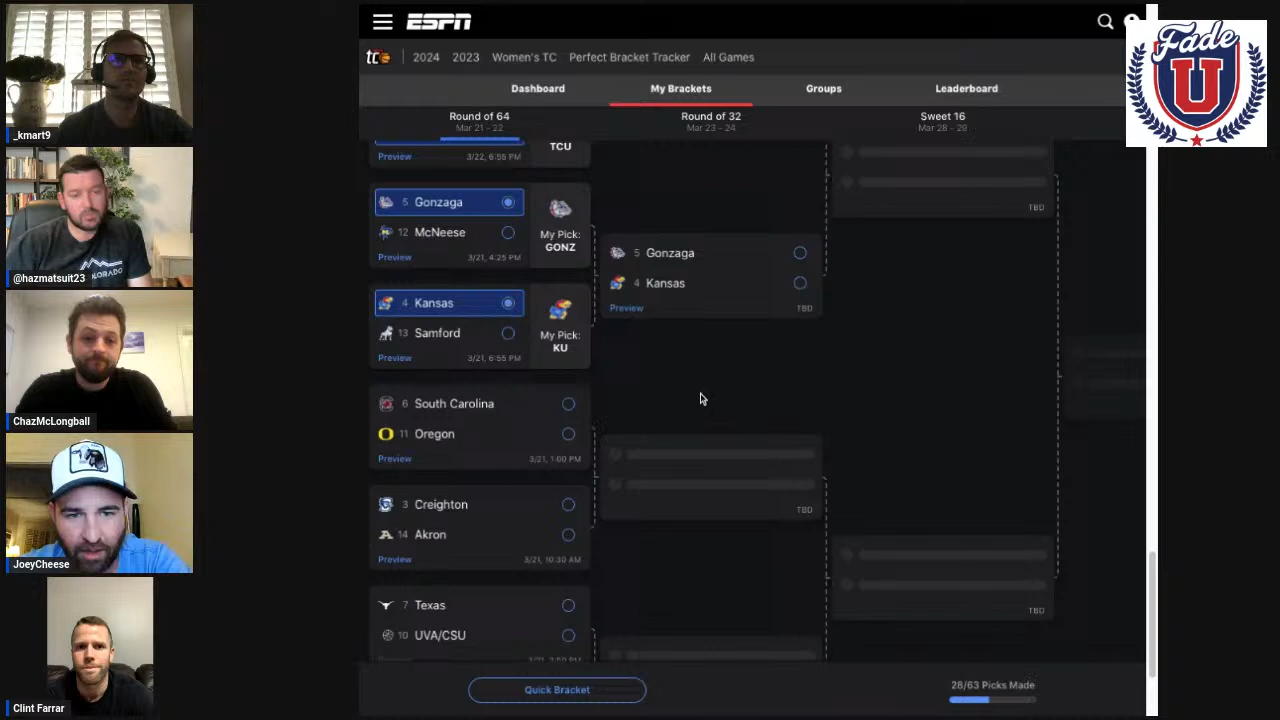 _kmart9
@hazmatsuit23
COLORADO
ChazMcLongball
JoeyCheese
Clint Farrar
ESPN
Fade
U
tc
2024
2023
Women's TC
Perfect Bracket Tracker
All Games
Dashboard
My Brackets
Groups
Leaderboard
Round of 64
Mar 21 - 22
Round of 32
Mar 23 - 24
Sweet 16
Mar 28 - 29
TCU
Preview
3/22, 6:55 PM
5 Gonzaga
12 McNeese
Preview
3/21, 4:25 PM
My Pick:
GONZ
4 Kansas
13 Samford
Preview
3/21, 6:55 PM
My Pick:
KU
6 South Carolina
11 Oregon
Preview
3/21, 1:00 PM
3 Creighton
14 Akron
Preview
3/21, 10:30 AM
7 Texas
10 UVA/CSU
5 Gonzaga
4 Kansas
Preview
TBD
TBD
TBD
TBD
Quick Bracket
28/63 Picks Made